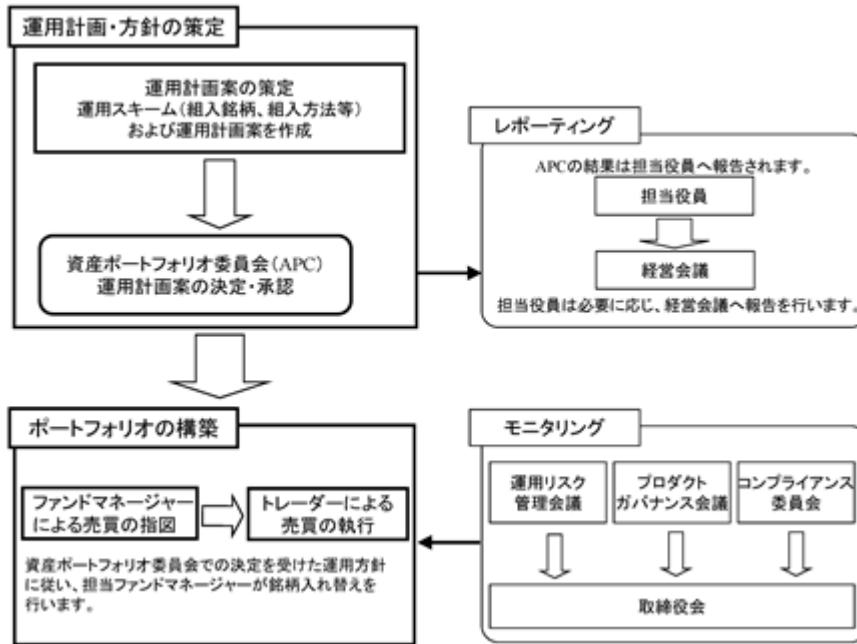 運用計画・方針の策定
運用計画案の策定
運用スキーム(組入銘柄、組入方法等)
および運用計画案を作成
資産ポートフォリオ委員会(APC)
運用計画案の決定・承認
レポーティング
APCの結果は担当役員へ報告されます。
担当役員
経営会議
担当役員は必要に応じ、経営会議へ報告を行います。
ポートフォリオの構築
ファンドマネージャー
による売買の指図
トレーダーによる
売買の執行
資産ポートフォリオ委員会での決定を受けた運用方針
に従い、担当ファンドマネージャーが銘柄入れ替えを
行います。
モニタリング
運用リスク
管理会議
プロダクト
ガバナンス会議
コンプライアンス
委員会
取締役会